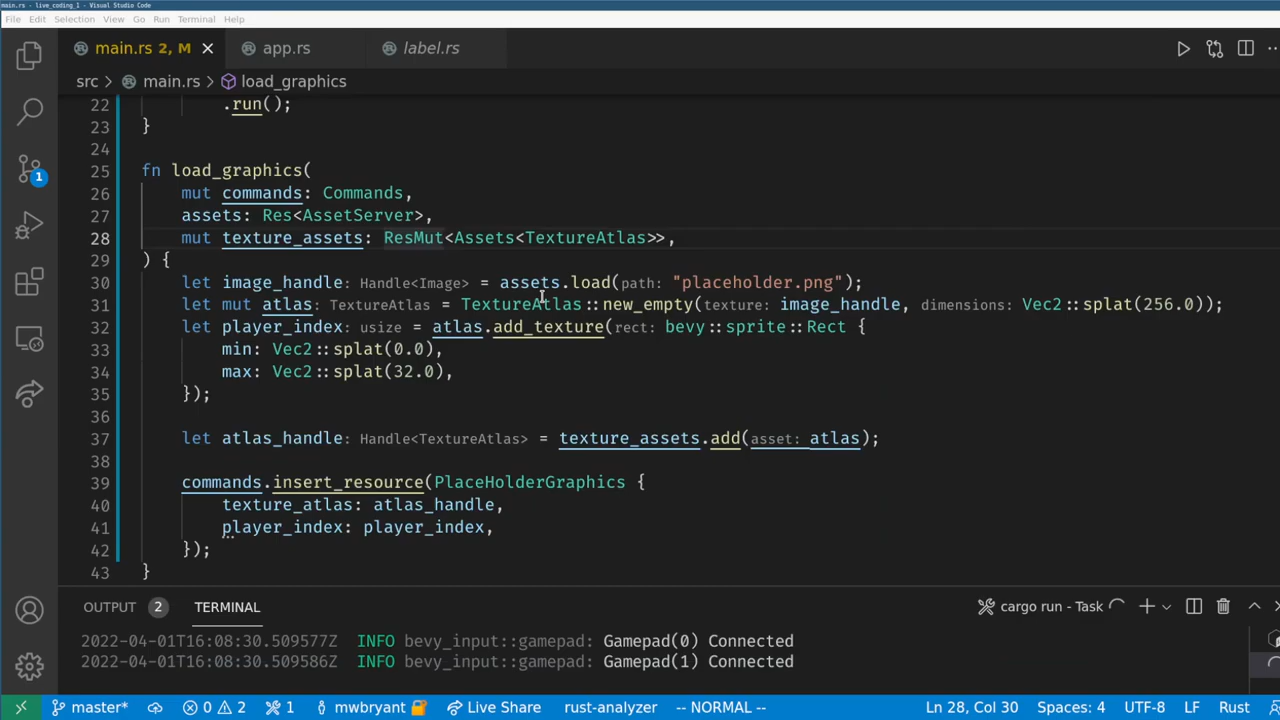 main.rs - live_coding_1 - Visual Studio Code
File Edit Selection View Go Run Terminal Help
main.rs 2, M app.rs label.rs
src > main.rs > load_graphics
22 .run();
23 }
24
25 fn load_graphics(
26 mut commands: Commands,
27 assets: Res<AssetServer>,
28 mut texture_assets: ResMut<Assets<TextureAtlas>>,
29 ) {
30 let image_handle: Handle<Image> = assets.load(path: "placeholder.png");
31 let mut atlas: TextureAtlas = TextureAtlas::new_empty(texture: image_handle, dimensions: Vec2::splat(256.0));
32 let player_index: usize = atlas.add_texture(rect: bevy::sprite::Rect {
33 min: Vec2::splat(0.0),
34 max: Vec2::splat(32.0),
35 });
36
37 let atlas_handle: Handle<TextureAtlas> = texture_assets.add(asset: atlas);
38
39 commands.insert_resource(PlaceHolderGraphics {
40 texture_atlas: atlas_handle,
41 player_index: player_index,
42 });
43 }
1
OUTPUT 2 TERMINAL cargo run - Task
2022-04-01T16:08:30.509577Z INFO bevy_input::gamepad: Gamepad(0) Connected
2022-04-01T16:08:30.509586Z INFO bevy_input::gamepad: Gamepad(1) Connected
master* 0 2 1 mwbryant Live Share rust-analyzer -- NORMAL -- Ln 28, Col 30 Spaces: 4 UTF-8 LF Rust